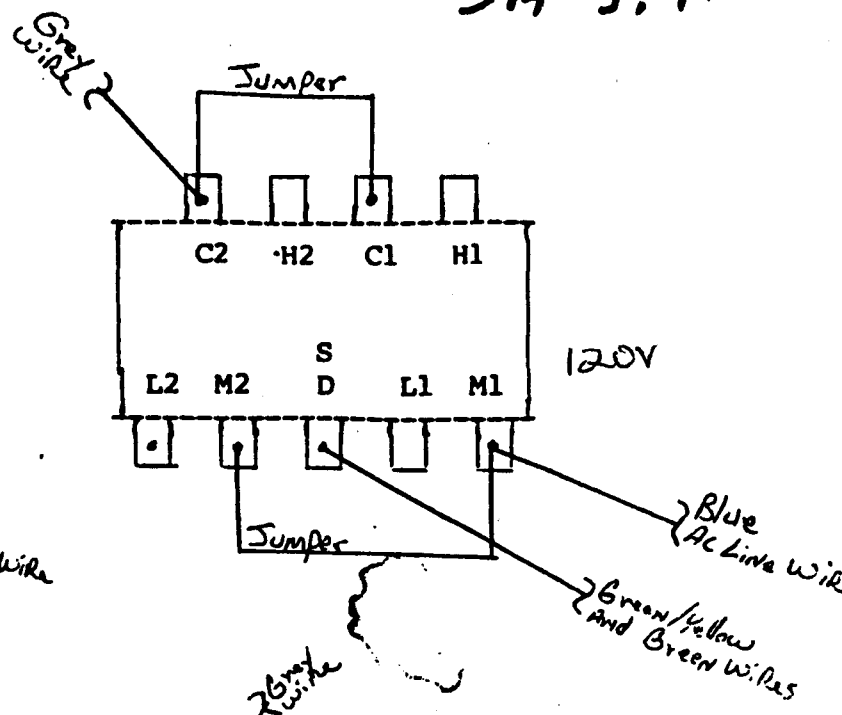 Grey
Wire
Jumper
C2 H2 C1 H1
S
L2 M2 D L1 M1
120V
Jumper
Blue
AC Line Wir
Wire
Green/Yellow
And Green Wires
Grey
Wire